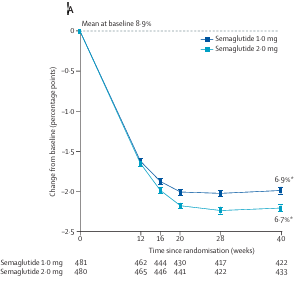 A
Mean at baseline 8·9%
Semaglutide 1·0 mg
Semaglutide 2·0 mg
0
–0·5
–1·0
–1·5
–2·0
–2·5
Change from baseline (percentage points)
6·9%*
6·7%*
0 12 16 20 28 40
Time since randomisation (weeks)
Semaglutide 1·0 mg 481 462 444 430 417 422
Semaglutide 2·0 mg 480 465 446 441 422 433